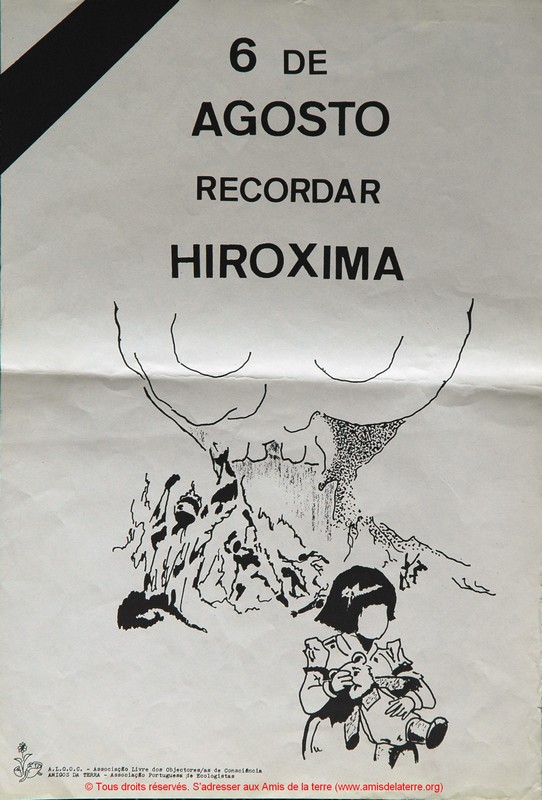 6 DE
AGOSTO
RECORDAR
HIROXIMA
A.L.O.O.C. - Associação Livre dos Objectores/as de Consciência
AMIGOS DA TERRA - Associação Portuguesa de Ecologistas
© Tous droits réservés. S'adresser aux Amis de la terre (www.amisdelaterre.org)